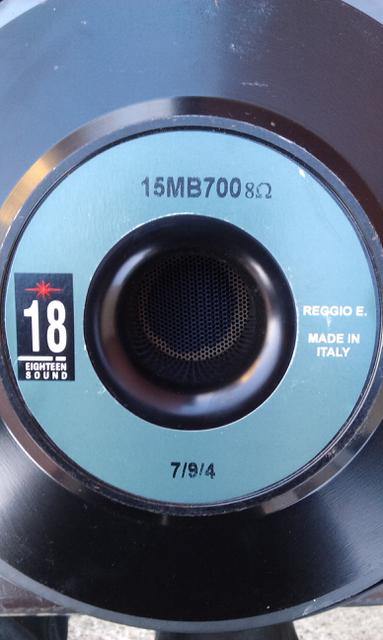 15MB700 8Ω
18
EIGHTEEN
SOUND
REGGIO E.
MADE IN
ITALY
7/9/4